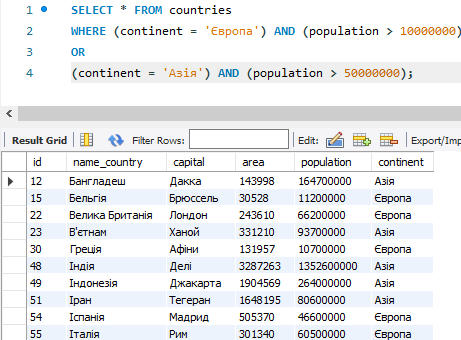 1 SELECT * FROM countries
2 WHERE (continent = 'Європа') AND (population > 10000000)
3 OR
4 (continent = 'Азія') AND (population > 50000000);
Result Grid Filter Rows: Edit: Export/Imp
id name_country capital area population continent
12 Бангладеш Дакка 143998 164700000 Азія
15 Бельгія Брюссель 30528 11200000 Європа
22 Велика Британія Лондон 243610 66200000 Європа
23 В'єтнам Ханой 331210 93700000 Азія
30 Греція Афіни 131957 10700000 Європа
48 Індія Делі 3287263 1352600000 Азія
49 Індонезія Джакарта 1904569 264000000 Азія
51 Іран Тегеран 1648195 80600000 Азія
54 Іспанія Мадрид 505370 46600000 Європа
55 Італія Рим 301340 60500000 Європа